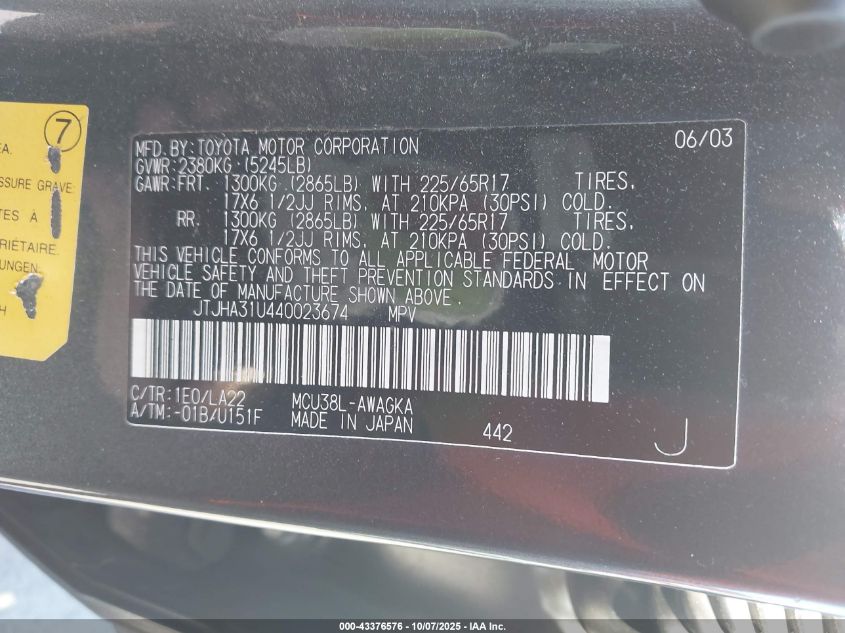 7
EA.
SSURE GRAVE
TES À
PRIÉTAIRE.
UNGEN.
H
MFD. BY: TOYOTA MOTOR CORPORATION 06/03
GVWR: 2380KG (5245LB)
GAWR: FRT. 1300KG (2865LB) WITH 225/65R17 TIRES,
17X6 1/2JJ RIMS, AT 210KPA (30PSI) COLD.
RR. 1300KG (2865LB) WITH 225/65R17 TIRES,
17X6 1/2JJ RIMS, AT 210KPA (30PSI) COLD.
THIS VEHICLE CONFORMS TO ALL APPLICABLE FEDERAL MOTOR
VEHICLE SAFETY AND THEFT PREVENTION STANDARDS IN EFFECT ON
THE DATE OF MANUFACTURE SHOWN ABOVE.
JTJHA31U440023674 MPV
C/TR: 1E0/LA22 MCU38L-AWAGKA
A/TM: -01B/U151F MADE IN JAPAN 442 J
000-43376576 - 10/07/2025 - IAA Inc.